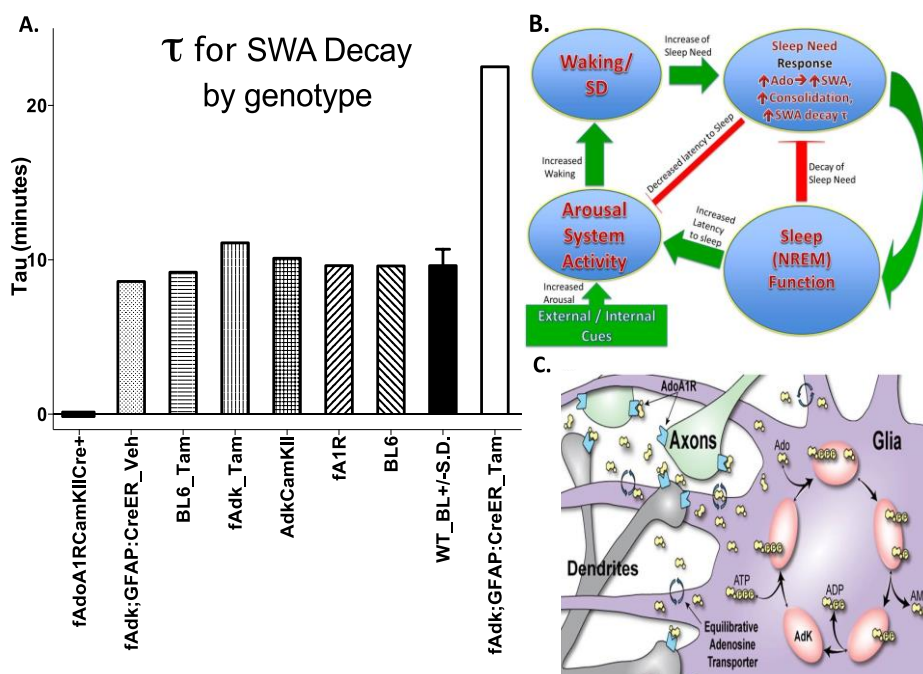 A.
τ for SWA Decay
by genotype
Tau (minutes)
20
10
0
fAdoA1RCamKIICre+
fAdk;GFAP:CreER_Veh
BL6_Tam
fAdk_Tam
AdkCamKII
fA1R
BL6
WT_BL+/-S.D.
fAdk;GFAP:CreER_Tam
B.
Waking/
SD
Increase of
Sleep Need
Sleep Need
Response
↑Ado→↑SWA,
↑Consolidation,
↑SWA decay τ
Decreased latency to Sleep
Increased
Waking
Decay of
Sleep Need
Arousal
System
Activity
Increased
Latency
to sleep
Sleep
(NREM)
Function
Increased
Arousal
External / Internal
Cues
C.
AdoA1R
Axons
Glia
Ado
Dendrites
ATP
ADP
AM
AdK
Equilibrative
Adenosine
Transporter